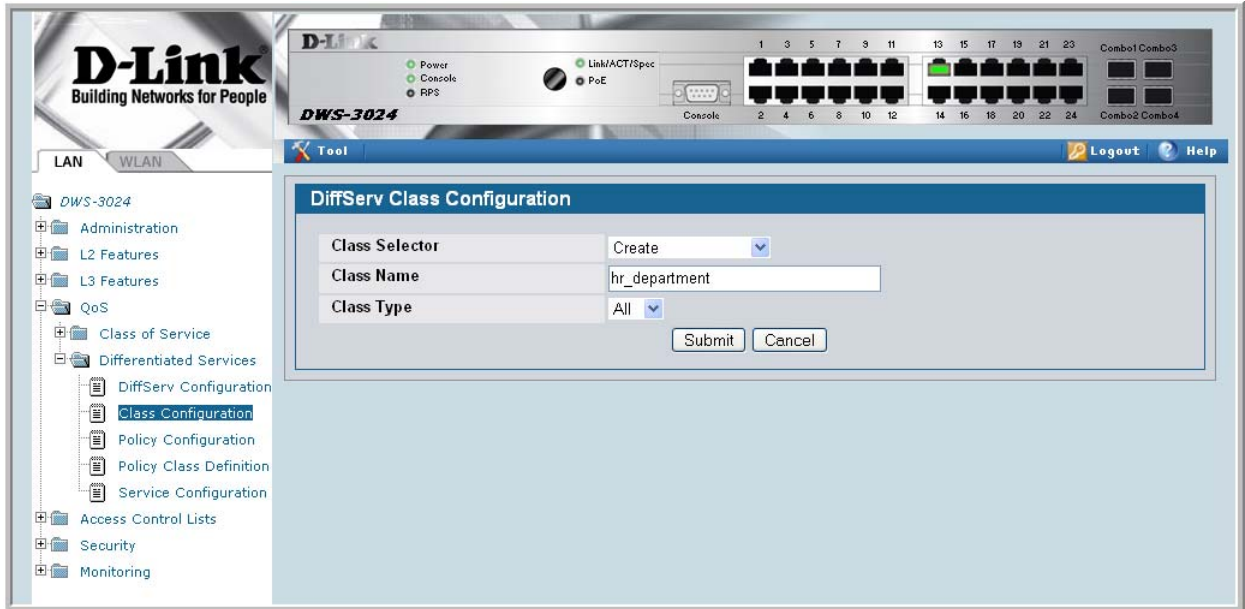 D-Link
Building Networks for People
D-Link
Power
Console
RPS
Link/ACT/Spec
PoE
DWS-3024
Console
1 3 5 7 9 11 13 15 17 19 21 23
2 4 6 8 10 12 14 16 18 20 22 24
Combo1 Combo3
Combo2 Combo4
LAN WLAN
Tool Logout Help
DWS-3024
Administration
L2 Features
L3 Features
QoS
Class of Service
Differentiated Services
DiffServ Configuration
Class Configuration
Policy Configuration
Policy Class Definition
Service Configuration
Access Control Lists
Security
Monitoring
DiffServ Class Configuration
Class Selector Create
Class Name hr_department
Class Type All
Submit Cancel